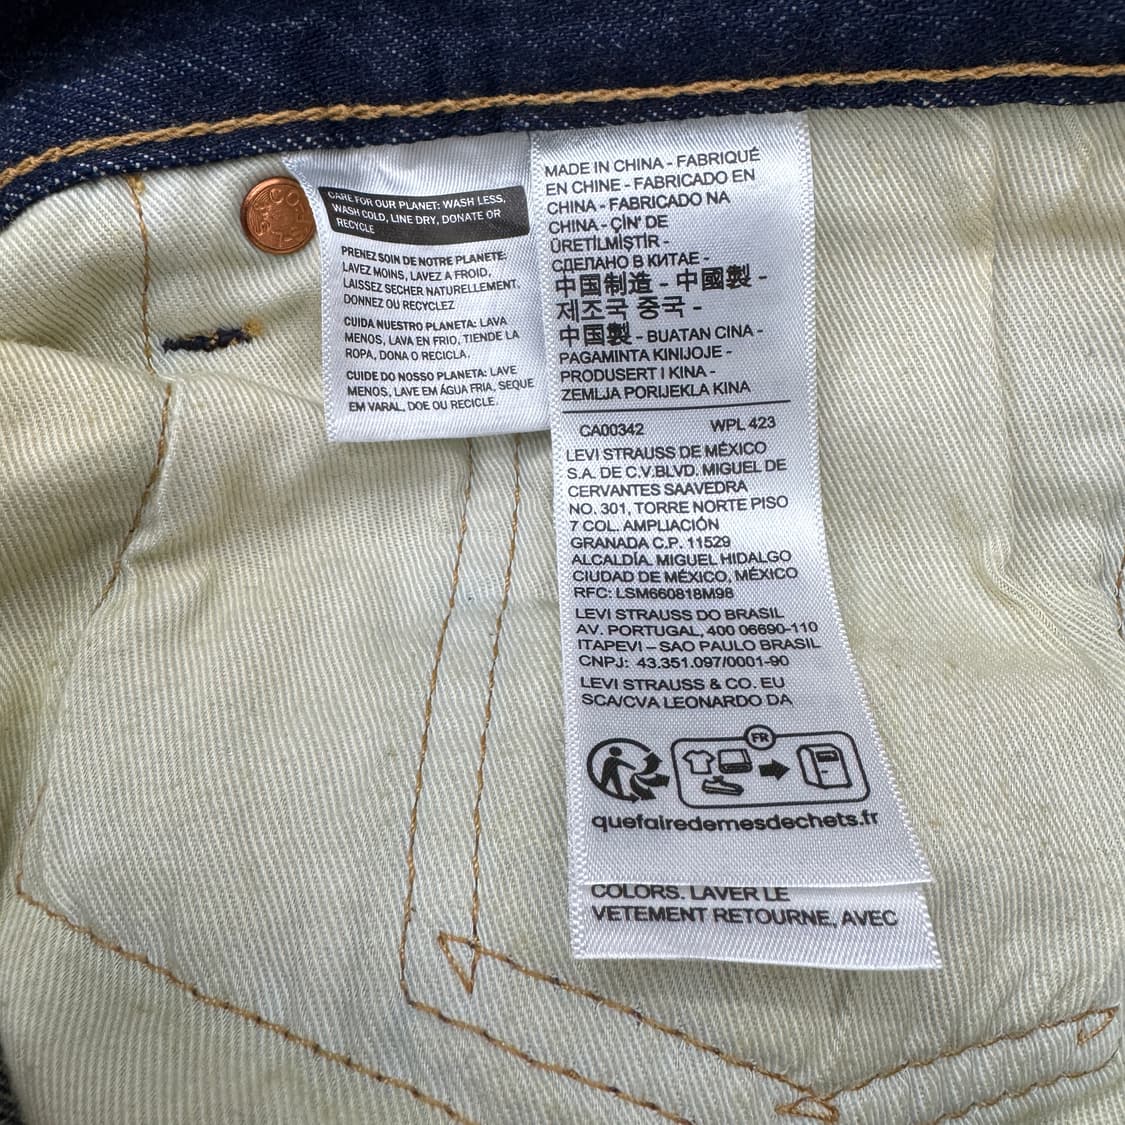 CARE FOR OUR PLANET: WASH LESS,
WASH COLD, LINE DRY, DONATE OR
RECYCLE
PRENEZ SOIN DE NOTRE PLANETE:
LAVEZ MOINS, LAVEZ A FROID,
LAISSEZ SECHER NATURELLEMENT,
DONNEZ OU RECYCLEZ
CUIDA NUESTRO PLANETA: LAVA
MENOS, LAVA EN FRIO, TIENDE LA
ROPA, DONA O RECICLA.
CUIDE DO NOSSO PLANETA: LAVE
MENOS, LAVE EM ÁGUA FRIA, SEQUE
EM VARAL, DOE OU RECICLE.
MADE IN CHINA - FABRIQUÉ
EN CHINE - FABRICADO EN
CHINA - FABRICADO NA
CHINA - ÇİN' DE
ÜRETİLMİŞTİR -
СДЕЛАНО В КИТАЕ -
中国制造 - 中國製 -
제조국 중국 -
中国製 - BUATAN CINA -
PAGAMINTA KINIJOJE -
PRODUSERT I KINA -
ZEMLJA PORIJEKLA KINA
CA00342 WPL 423
LEVI STRAUSS DE MÉXICO
S.A. DE C.V.BLVD. MIGUEL DE
CERVANTES SAAVEDRA
NO. 301, TORRE NORTE PISO
7 COL. AMPLIACIÓN
GRANADA C.P. 11529
ALCALDÍA. MIGUEL HIDALGO
CIUDAD DE MÉXICO, MÉXICO
RFC: LSM660818M98
LEVI STRAUSS DO BRASIL
AV. PORTUGAL, 400 06690-110
ITAPEVI – SAO PAULO BRASIL
CNPJ: 43.351.097/0001-90
LEVI STRAUSS & CO. EU
SCA/CVA LEONARDO DA
FR
quefairedemesdechets.fr
COLORS. LAVER LE
VETEMENT RETOURNE, AVEC